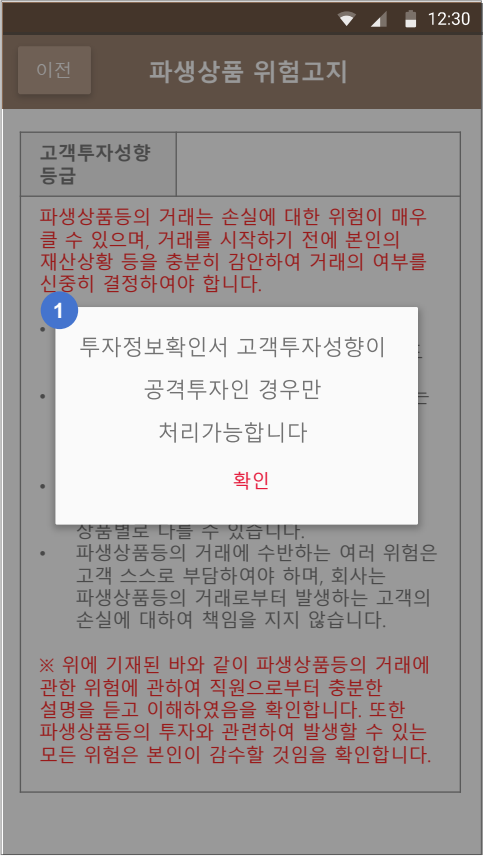 12:30
이전
파생상품 위험고지
고객투자성향
등급
파생상품등의 거래는 손실에 대한 위험이 매우
클 수 있으며, 거래를 시작하기 전에 본인의
재산상황 등을 충분히 감안하여 거래의 여부를
신중히 결정하여야 합니다.
1
•
투자정보확인서 고객투자성향이
•
공격투자인 경우만
는
처리가능합니다
확인
•
상품별로 다를 수 있습니다.
• 파생상품등의 거래에 수반하는 여러 위험은
고객 스스로 부담하여야 하며, 회사는
파생상품등의 거래로부터 발생하는 고객의
손실에 대하여 책임을 지지 않습니다.
※ 위에 기재된 바와 같이 파생상품등의 거래에
관한 위험에 관하여 직원으로부터 충분한
설명을 듣고 이해하였음을 확인합니다. 또한
파생상품등의 투자와 관련하여 발생할 수 있는
모든 위험은 본인이 감수할 것임을 확인합니다.